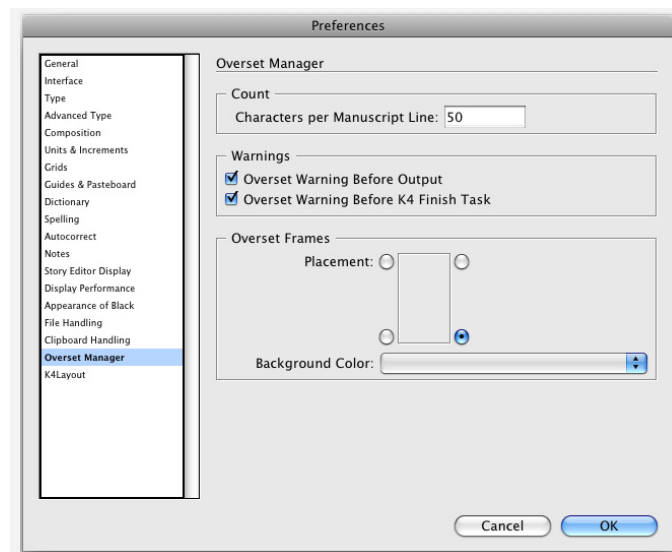 Preferences
General
Interface
Type
Advanced Type
Composition
Units & Increments
Grids
Guides & Pasteboard
Dictionary
Spelling
Autocorrect
Notes
Story Editor Display
Display Performance
Appearance of Black
File Handling
Clipboard Handling
Overset Manager
K4Layout
Overset Manager
Count
Characters per Manuscript Line: 50
Warnings
Overset Warning Before Output
Overset Warning Before K4 Finish Task
Overset Frames
Placement:
Background Color:
Cancel OK